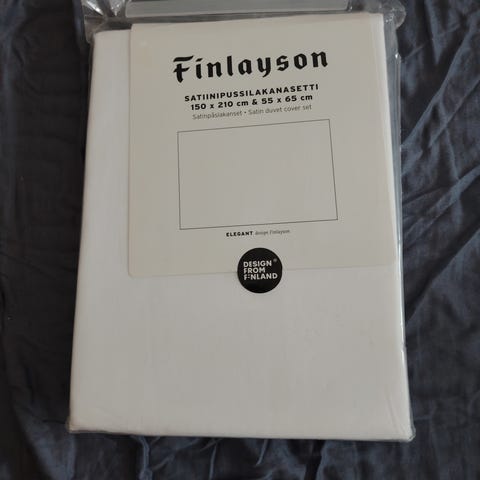 Finlayson
SATIINIPUSSILAKANASETTI
150 x 210 cm & 55 x 65 cm
Satinpåslakanset • Satin duvet cover set
ELEGANT design Finlayson
DESIGN
FROM
FINLAND